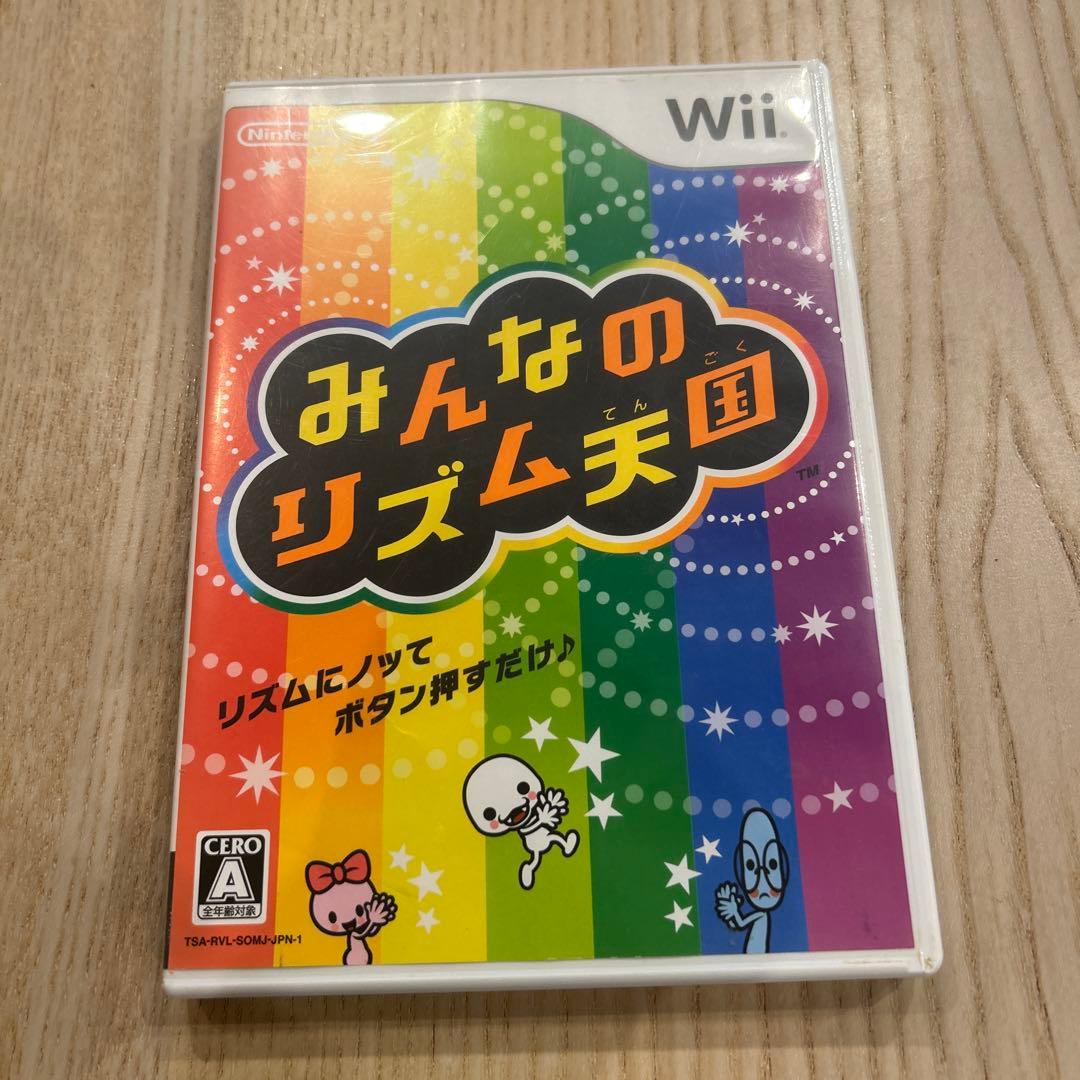 Nintendo
Wii
みんなの
リズム天国
てん
ごく
TM
リズムにノッて
ボタン押すだけ♪
CERO
A
全年齢対象
TSA-RVL-SOMJ-JPN-1